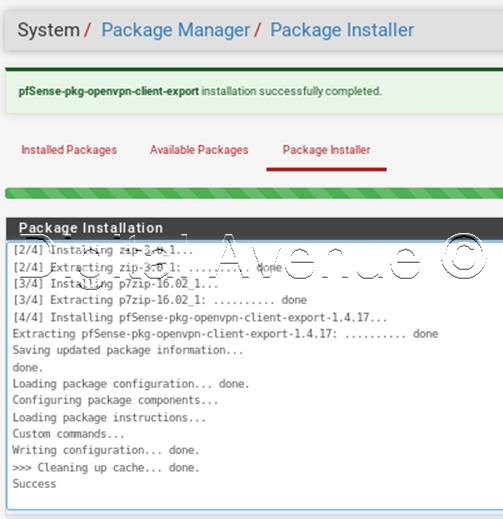 System / Package Manager / Package Installer
pfSense-pkg-openvpn-client-export installation successfully completed.
Installed Packages Available Packages Package Installer
Package Installation
Digital Avenue ©
[2/4] Installing zip-3.0_1...
[2/4] Extracting zip-3.0_1: .......... done
[3/4] Installing p7zip-16.02_1...
[3/4] Extracting p7zip-16.02_1: .......... done
[4/4] Installing pfSense-pkg-openvpn-client-export-1.4.17...
Extracting pfSense-pkg-openvpn-client-export-1.4.17: .......... done
Saving updated package information...
done.
Loading package configuration... done.
Configuring package components...
Loading package instructions...
Custom commands...
Writing configuration... done.
>>> Cleaning up cache... done.
Success